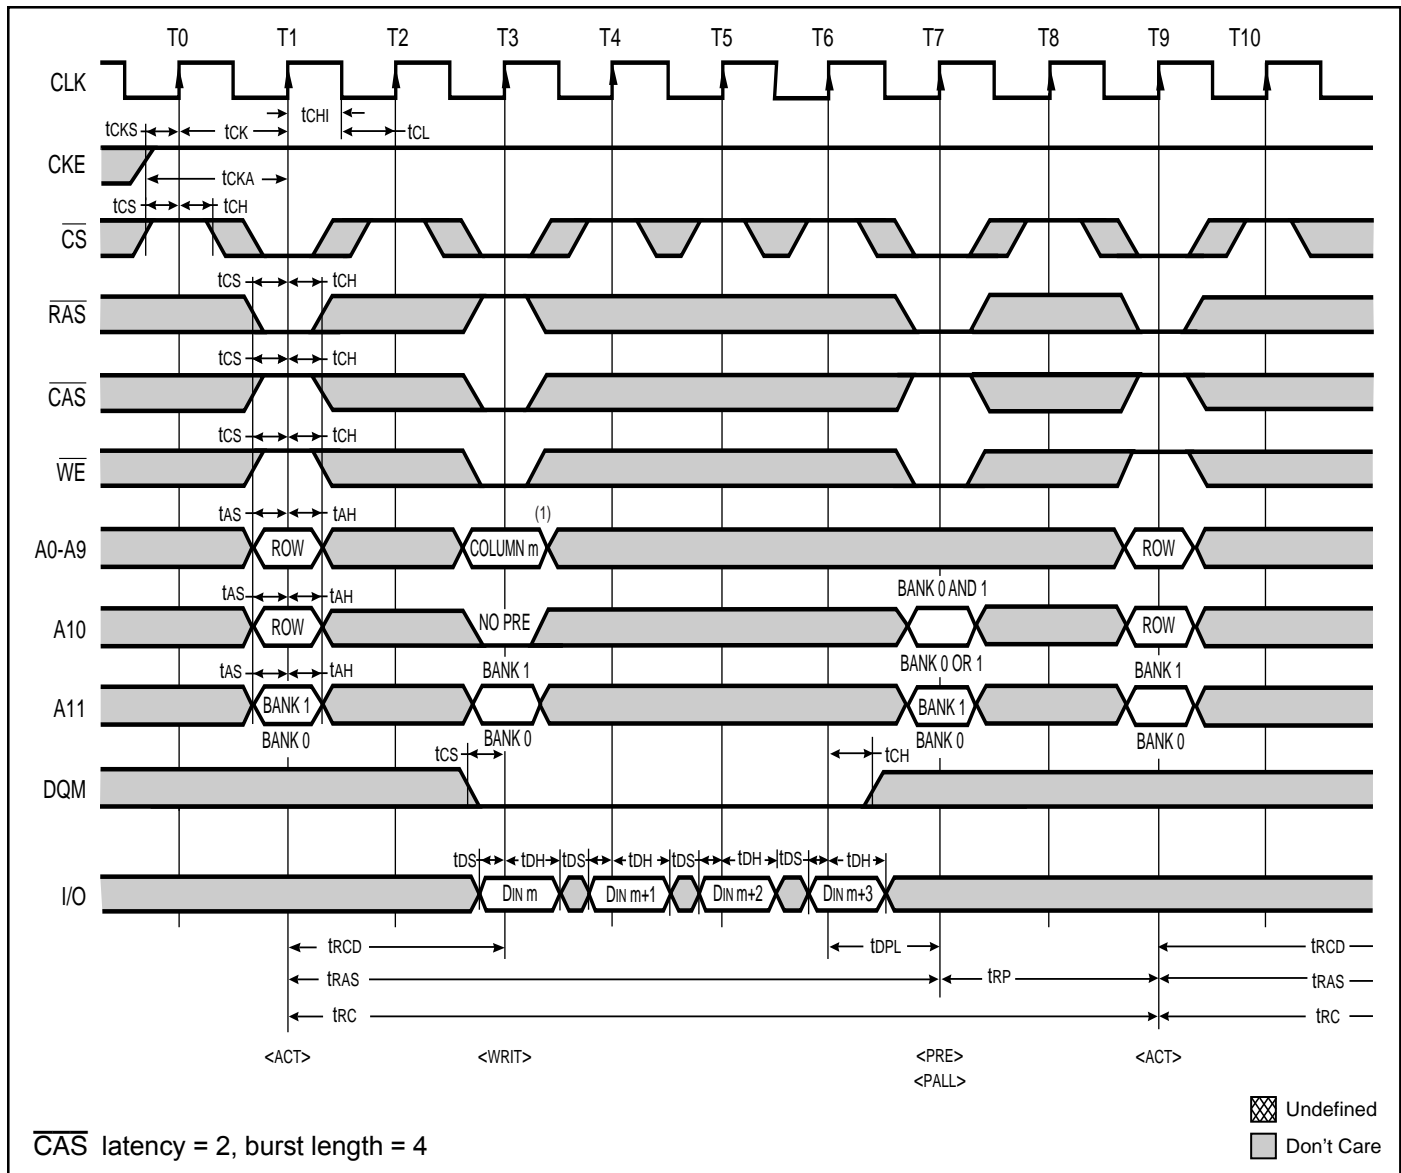 T0 T1 T2 T3 T4 T5 T6 T7 T8 T9 T10
CLK
tCHI
tCKS tCK tCL
CKE
tCKA
tCS tCH
CS
tCS tCH
RAS
tCS tCH
CAS
tCS tCH
WE
tAS tAH (1)
A0-A9 ROW COLUMN m ROW
BANK 0 AND 1
tAS tAH
A10 ROW NO PRE ROW
BANK 0 OR 1
tAS tAH BANK 1 BANK 1
A11 BANK 1 BANK 1
BANK 0 BANK 0 BANK 0 BANK 0
tCS tCH
DQM
tDS tDH tDS tDH tDS tDH tDS tDH
I/O DIN m DIN m+1 DIN m+2 DIN m+3
tRCD tDPL tRCD
tRAS tRP tRAS
tRC tRC
<ACT> <WRIT> <PRE> <ACT>
<PALL>
Undefined
CAS latency = 2, burst length = 4
Don't Care